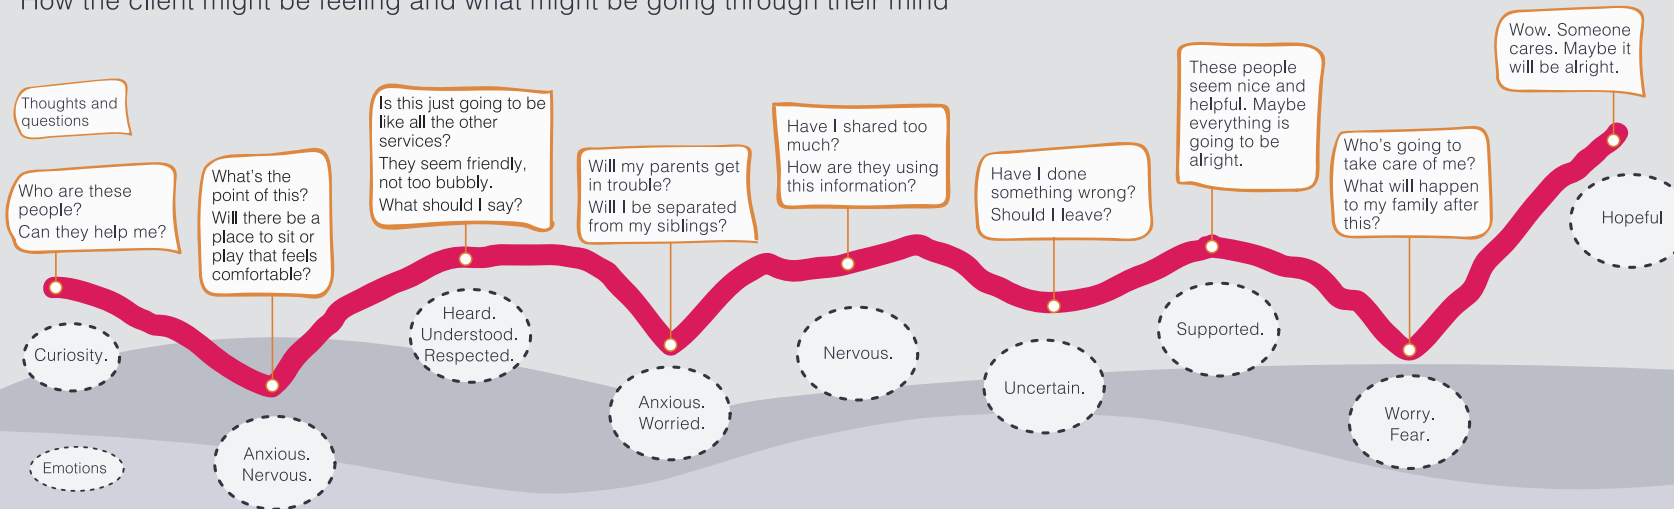 How the client might be feeling and what might be going through their mind
Thoughts and
questions
Who are these
people?
Can they help me?
Curiosity.
Emotions
What's the
point of this?
Will there be a
place to sit or
play that feels
comfortable?
Anxious.
Nervous.
Is this just going to be
like all the other
services?
They seem friendly,
not too bubbly.
What should I say?
Heard.
Understood.
Respected.
Will my parents get
in trouble?
Will I be separated
from my siblings?
Anxious.
Worried.
Have I shared too
much?
How are they using
this information?
Nervous.
Have I done
something wrong?
Should I leave?
Uncertain.
These people
seem nice and
helpful. Maybe
everything is
going to be
alright.
Supported.
Who's going to
take care of me?
What will happen
to my family after
this?
Worry.
Fear.
Wow. Someone
cares. Maybe it
will be alright.
Hopeful